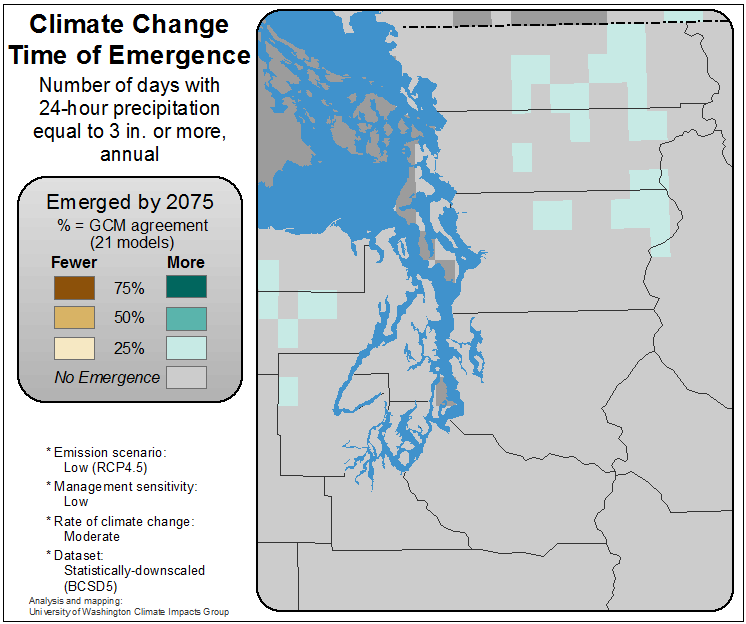 Climate Change
Time of Emergence
Number of days with
24-hour precipitation
equal to 3 in. or more,
annual
Emerged by 2075
% = GCM agreement
(21 models)
Fewer More
75%
50%
25%
No Emergence
* Emission scenario:
Low (RCP4.5)
* Management sensitivity:
Low
* Rate of climate change:
Moderate
* Dataset:
Statistically-downscaled
(BCSD5)
Analysis and mapping:
University of Washington Climate Impacts Group